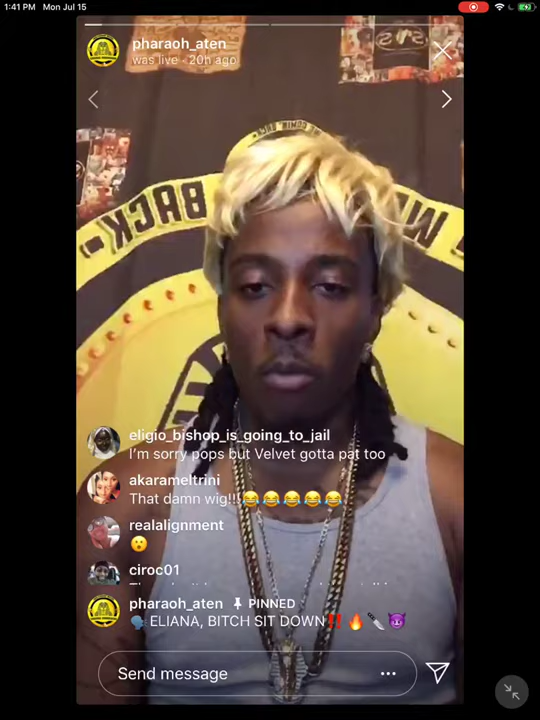 1:41 PM Mon Jul 15
pharaoh_aten
was live · 20h ago
BACK
eligio_bishop_is_going_to_jail
I'm sorry pops but Velvet gotta pat too
akarameltrini
That damn wig!!!😂😂😂😂😂
realalignment
😮
ciroc01
pharaoh_aten PINNED
🗣️ ELIANA, BITCH SIT DOWN‼️ 🔥🔪😈
Send message